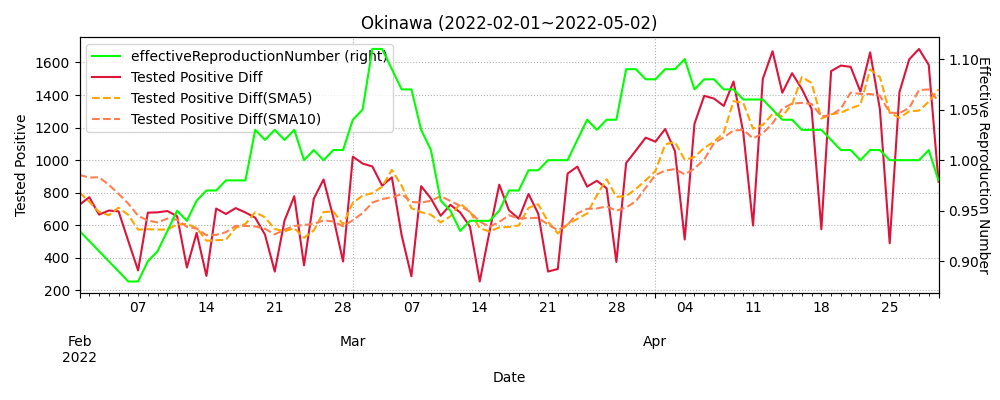 Okinawa (2022-02-01~2022-05-02)
effectiveReproductionNumber (right)
Tested Positive Diff
Tested Positive Diff(SMA5)
Tested Positive Diff(SMA10)
Tested Positive
1600
1400
1200
1000
800
600
400
200
1.10
1.05
1.00
0.95
0.90
Effective Reproduction Number
07 14 21 28 07 14 21 28 04 11 18 25
Feb Mar Apr
2022
Date